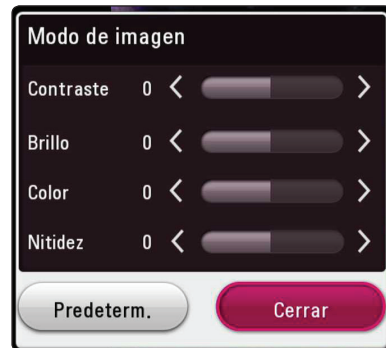 Modo de imagen
Contraste 0
Brillo 0
Color 0
Nitidez 0
Predeterm. Cerrar